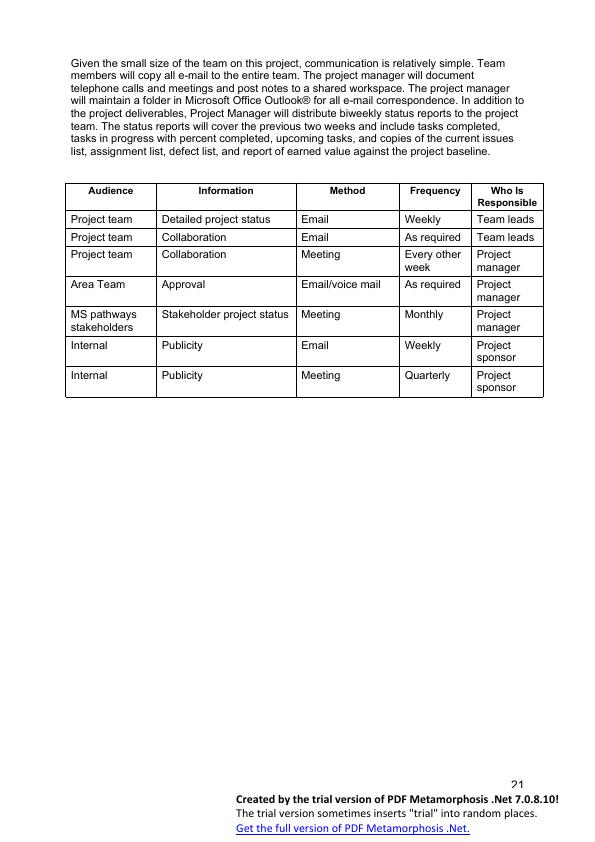 Given the small size of the team on this project, communication is relatively simple. Team
members will copy all e-mail to the entire team. The project manager will document
telephone calls and meetings and post notes to a shared workspace. The project manager
will maintain a folder in Microsoft Office Outlook® for all e-mail correspondence. In addition to
the project deliverables, Project Manager will distribute biweekly status reports to the project
team. The status reports will cover the previous two weeks and include tasks completed,
tasks in progress with percent completed, upcoming tasks, and copies of the current issues
list, assignment list, defect list, and report of earned value against the project baseline.
Audience Information Method Frequency Who Is
Responsible
Project team Detailed project status Email Weekly Team leads
Project team Collaboration Email As required Team leads
Project team Collaboration Meeting Every other Project
week manager
Area Team Approval Email/voice mail As required Project
manager
MS pathways Stakeholder project status Meeting Monthly Project
stakeholders manager
Internal Publicity Email Weekly Project
sponsor
Internal Publicity Meeting Quarterly Project
sponsor
21
Created by the trial version of PDF Metamorphosis .Net 7.0.8.10!
The trial version sometimes inserts "trial" into random places.
Get the full version of PDF Metamorphosis .Net.